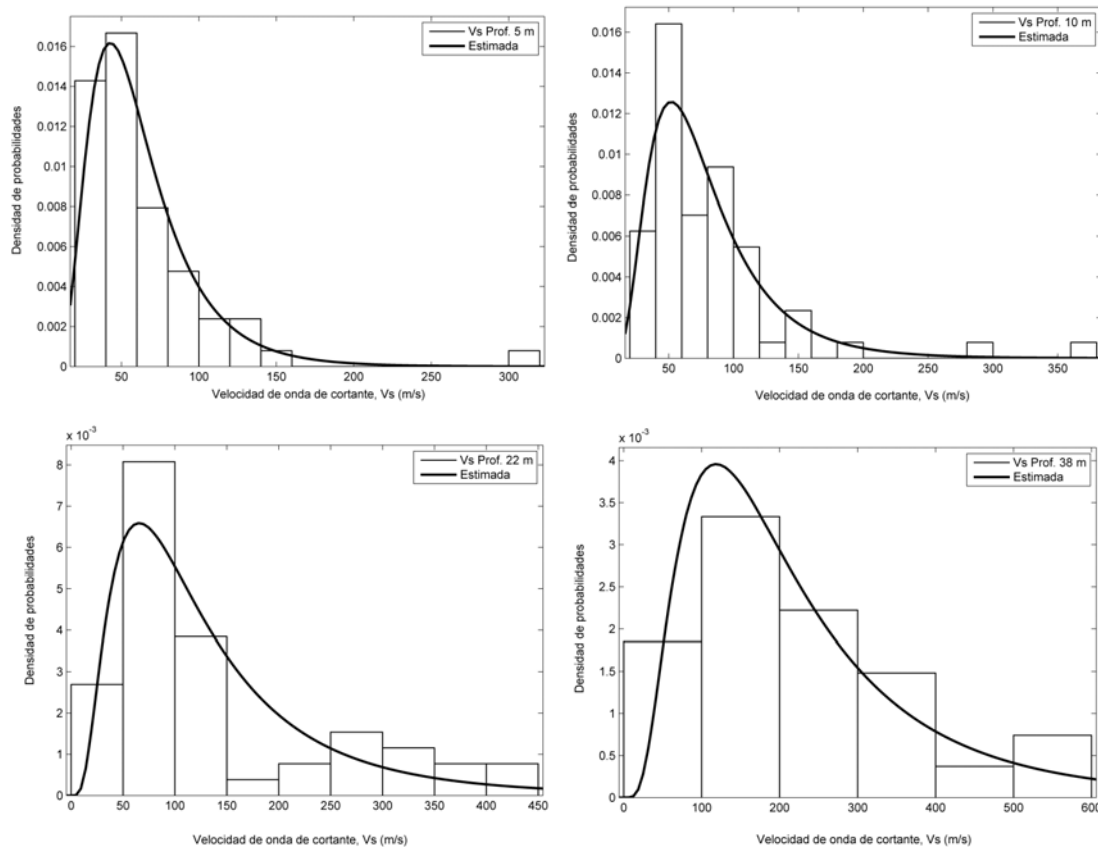 Vs Prof. 5 m
Estimada
0.016
0.014
0.012
0.01
0.008
0.006
0.004
0.002
0
Densidad de probabilidades
50 100 150 200 250 300
Velocidad de onda de cortante, Vs (m/s)
Vs Prof. 10 m
Estimada
0.016
0.014
0.012
0.01
0.008
0.006
0.004
0.002
0
Densidad de probabilidades
50 100 150 200 250 300 350
Velocidad de onda de cortante, Vs (m/s)
x 10⁻³
Vs Prof. 22 m
Estimada
8
7
6
5
4
3
2
1
0
Densidad de probabilidades
0 50 100 150 200 250 300 350 400 450
Velocidad de onda de cortante, Vs (m/s)
x 10⁻³
Vs Prof. 38 m
Estimada
4
3.5
3
2.5
2
1.5
1
0.5
0
Densidad de probabilidades
0 100 200 300 400 500 600
Velocidad de onda de cortante, Vs (m/s)